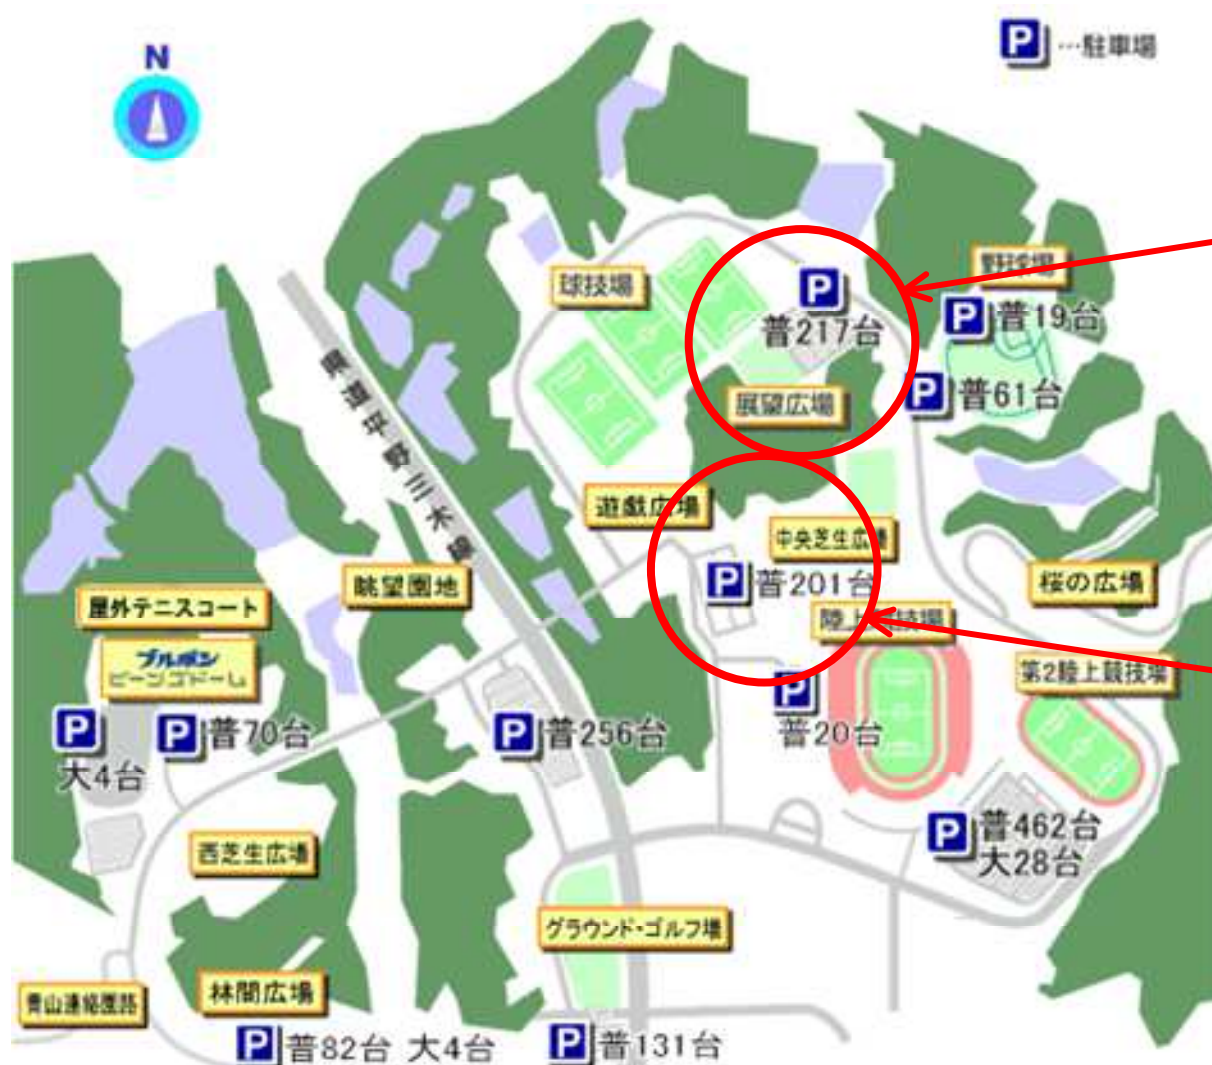 N
P …駐車場
球技場
野球場
P
普217台
P 普19台
P 普61台
展望広場
県道平野三木線
遊戯広場
中央芝生広場
P 普201台
桜の広場
眺望園地
屋外テニスコート
陸上競技場
ブルボン
ビーンズドーム
第2陸上競技場
P
大4台
P 普70台
P 普256台
P
普20台
P 普462台
大28台
西芝生広場
グラウンド・ゴルフ場
林間広場
P 普82台 大4台
P 普131台